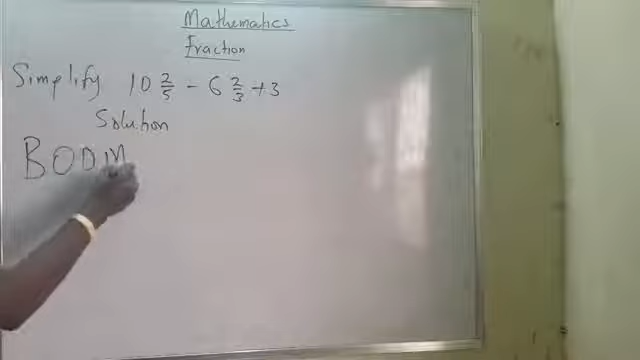 Mathematics
Fraction
Simplify 10 2/5 - 6 2/3 + 3
Solution
BODM